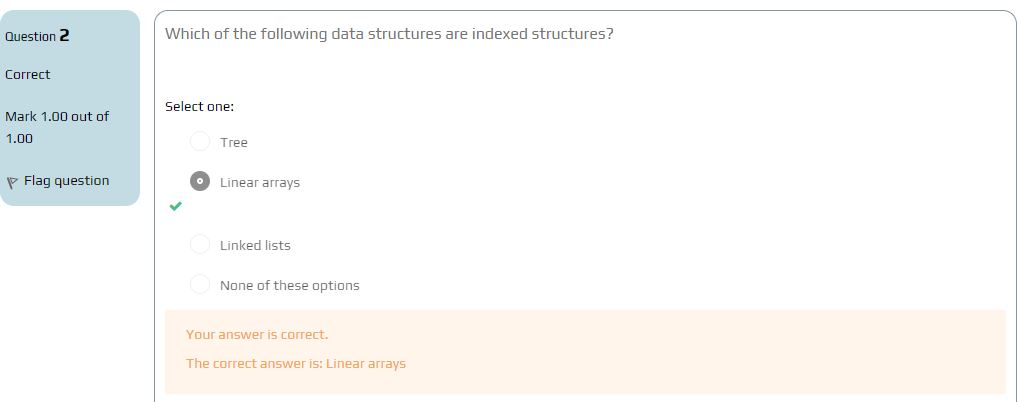 Question 2
Correct
Mark 1.00 out of
1.00
Flag question
Which of the following data structures are indexed structures?
Select one:
Tree
Linear arrays
Linked lists
None of these options
Your answer is correct.
The correct answer is: Linear arrays